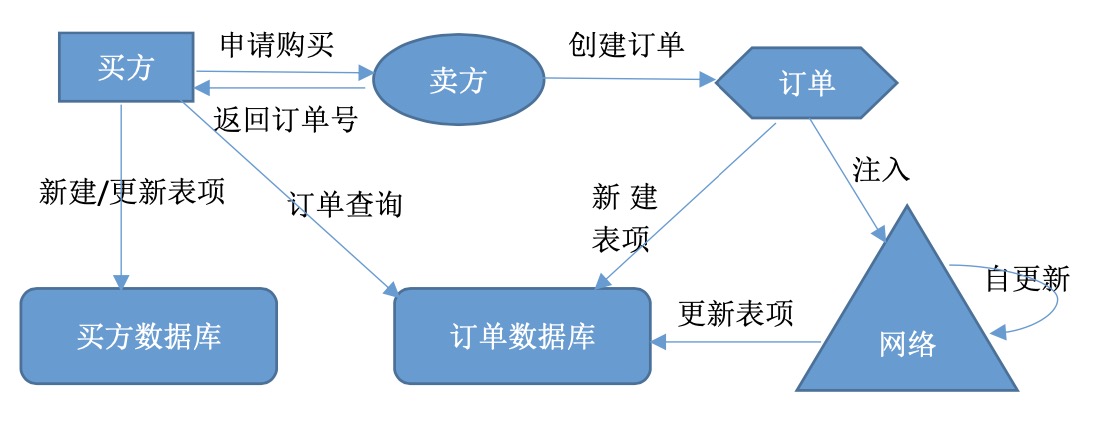 申请购买
创建订单
买方
卖方
订单
返回订单号
注入
新建/更新表项
订单查询
新 建
表项
自更新
更新表项
买方数据库
订单数据库
网络